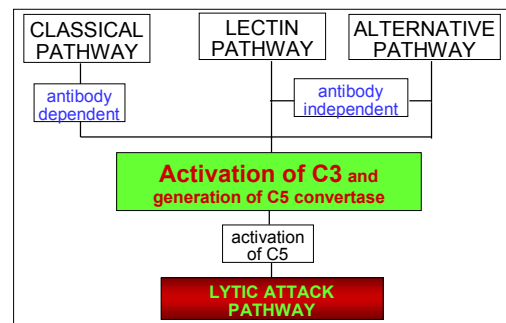 CLASSICAL
PATHWAY
LECTIN
PATHWAY
ALTERNATIVE
PATHWAY
antibody
dependent
antibody
independent
Activation of C3 and
generation of C5 convertase
activation
of C5
LYTIC ATTACK
PATHWAY